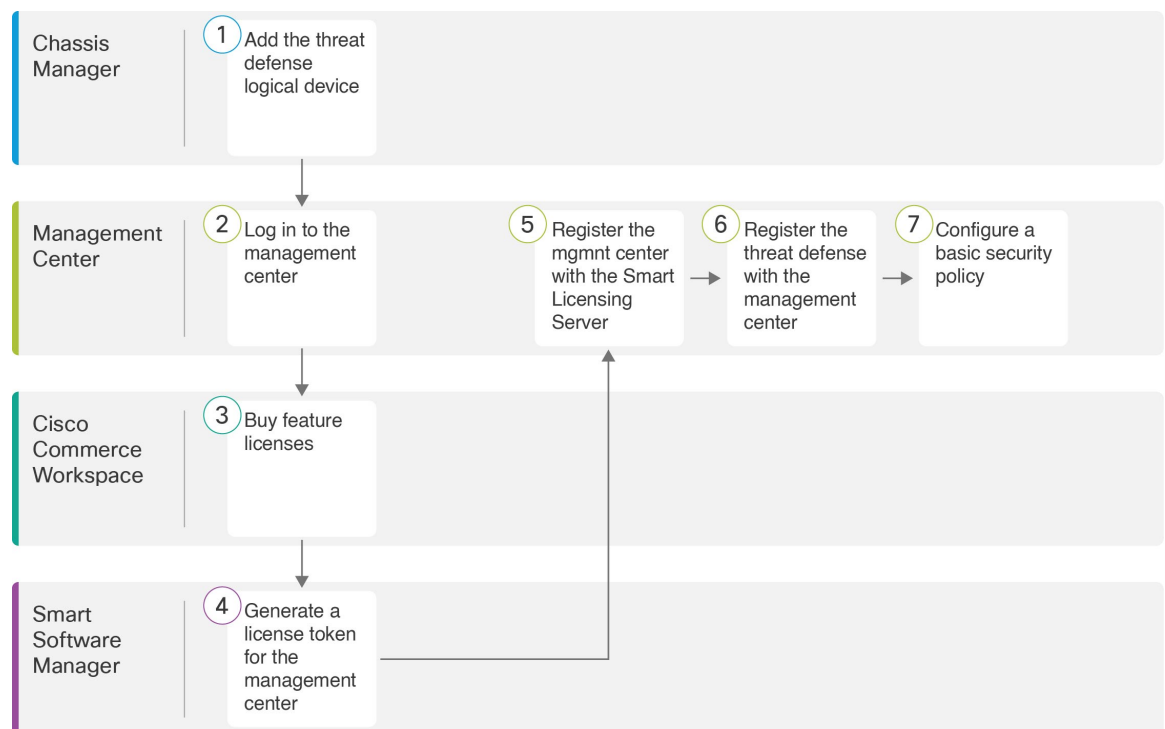 Chassis
Manager
1
Add the threat
defense
logical device
Management
Center
2
Log in to the
management
center
5
Register the
mgmnt center
with the Smart
Licensing
Server
6
Register the
threat defense
with the
management
center
7
Configure a
basic security
policy
Cisco
Commerce
Workspace
3
Buy feature
licenses
Smart
Software
Manager
4
Generate a
license token
for the
management
center